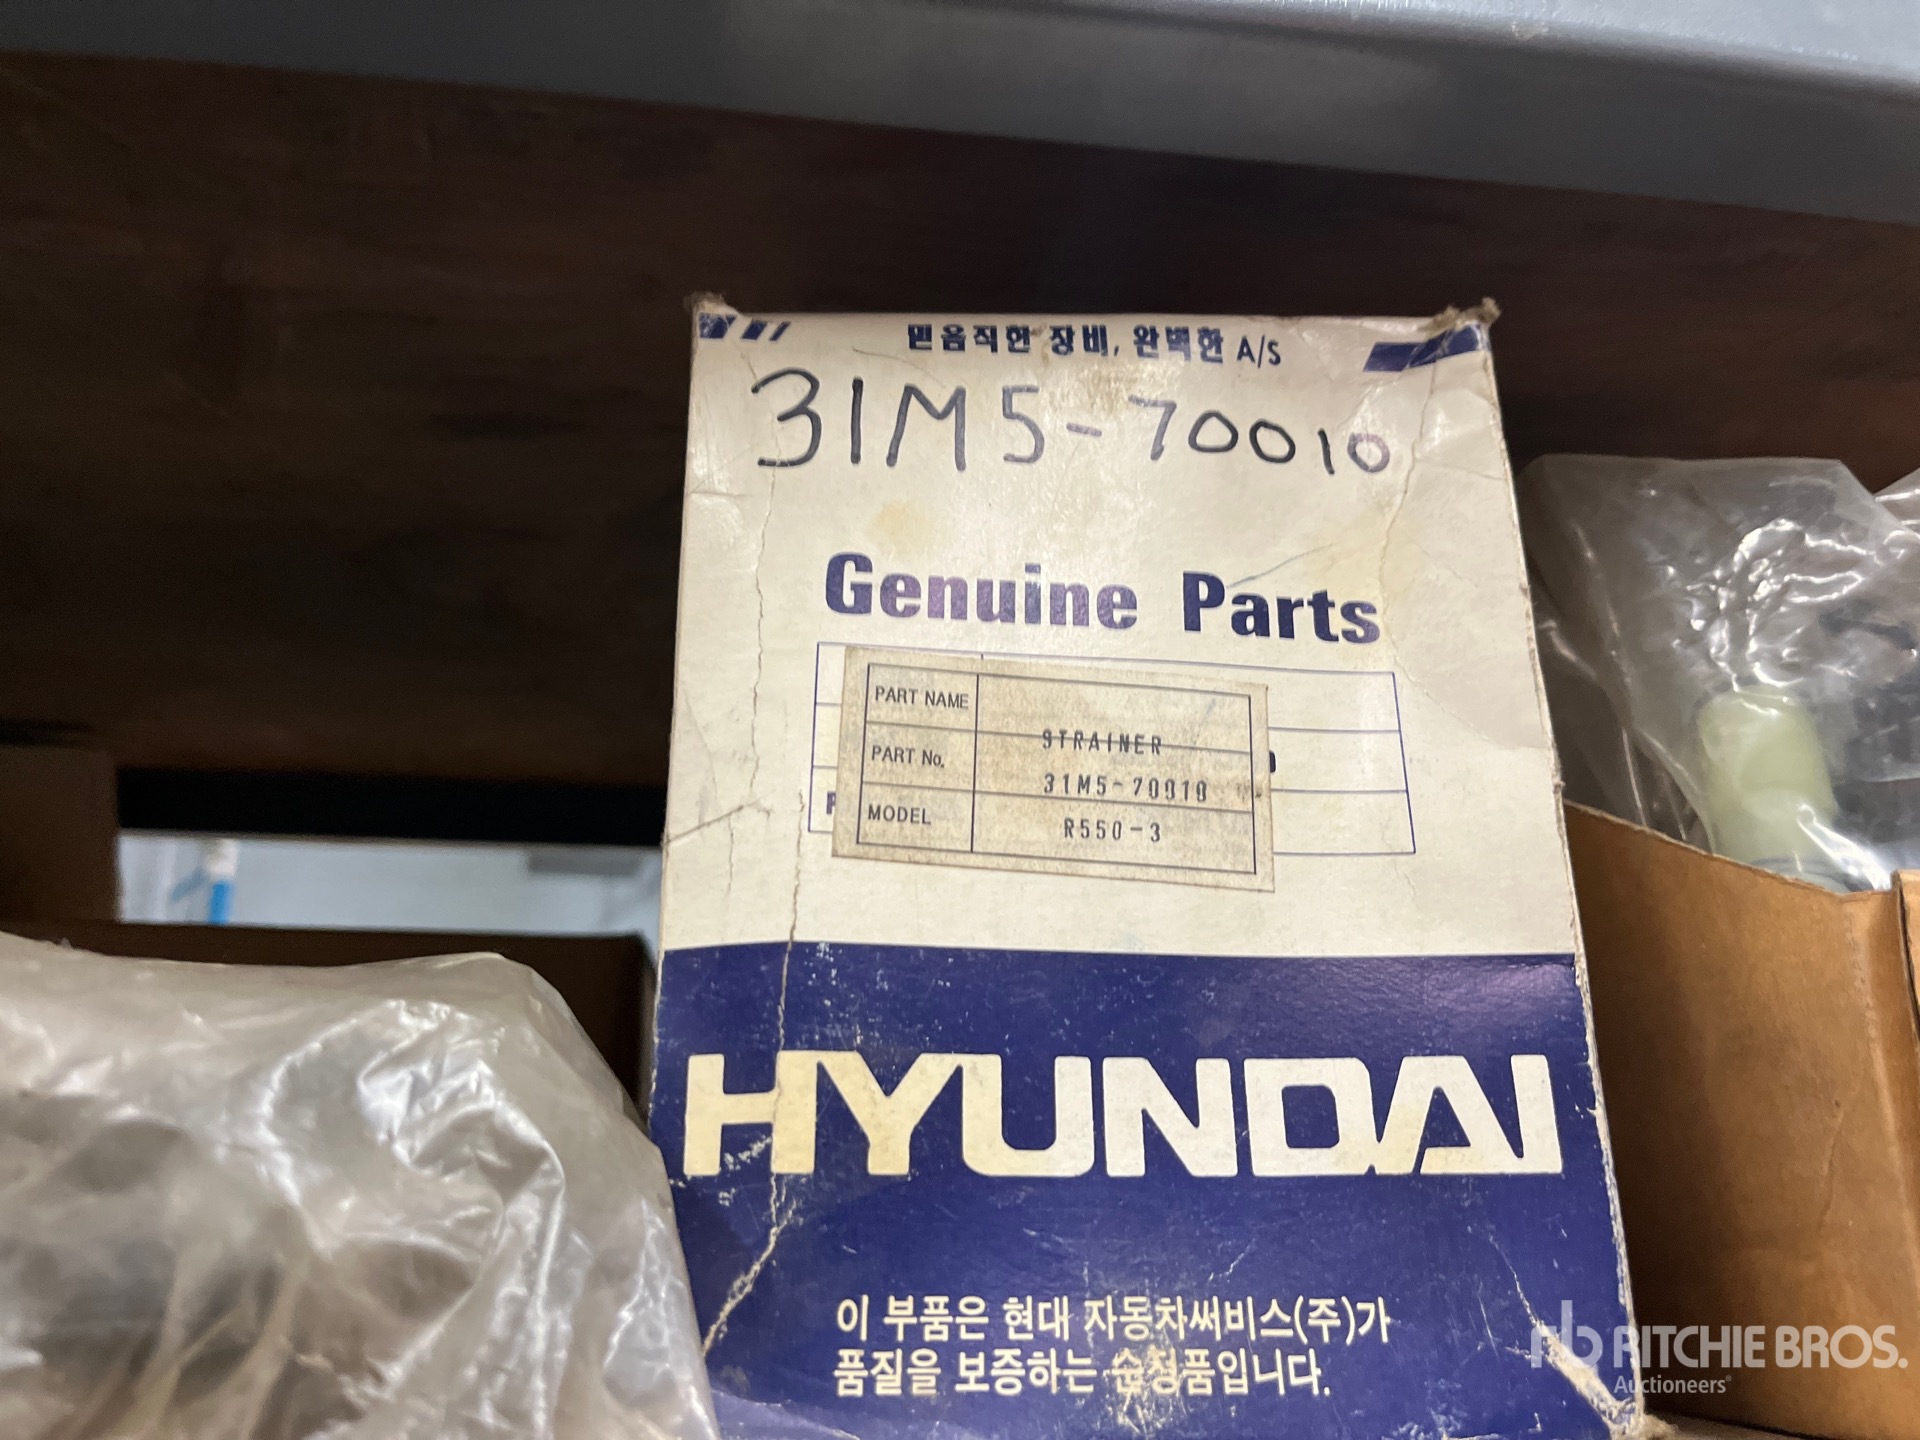 믿음직한 장비, 완벽한 A/S
31M5-70010
Genuine Parts
PART NAME STRAINER
PART No. 31M5-70010
MODEL R550-3
HYUNDAI
이 부품은 현대 자동차써비스(주)가
품질을 보증하는 순정품입니다.
rb RITCHIE BROS.
Auctioneers